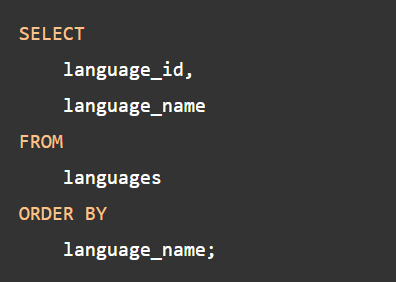 SELECT
    language_id,
    language_name
FROM
    languages
ORDER BY
    language_name;